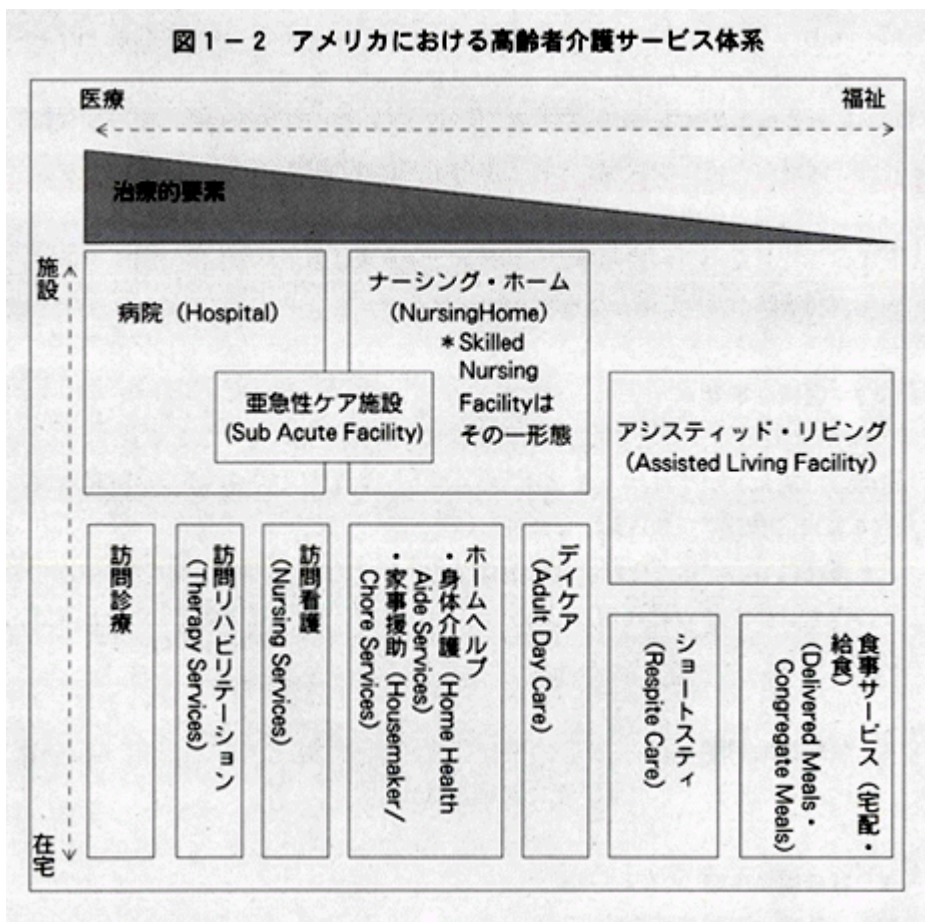 図1－2 アメリカにおける高齢者介護サービス体系
医療
福祉
治療的要素
施設
病院（Hospital）
ナーシング・ホーム
(NursingHome)
＊Skilled
Nursing
Facilityは
その一形態
亜急性ケア施設
(Sub Acute Facility)
アシスティッド・リビング
(Assisted Living Facility)
訪問診療
訪問リハビリテーション
(Therapy Services)
訪問看護
(Nursing Services)
ホームヘルプ
・身体介護（Home Health
Aide Services）
・家事援助（Housemaker/
Chore Services）
デイケア
(Adult Day Care)
ショートスティ
(Respite Care)
食事サービス（宅配・
給食）
(Delivered Meals・
Congregate Meals)
在宅